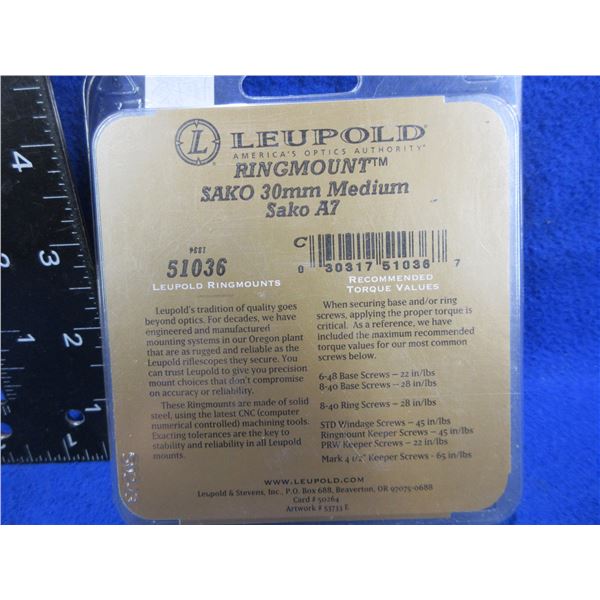 LEUPOLD
AMERICA'S OPTICS AUTHORITY
RINGMOUNT™
SAKO 30mm Medium
Sako A7
1834
51036
C
0 30317 51036 7
LEUPOLD RINGMOUNTS
Leupold's tradition of quality goes
beyond optics. For decades, we have
engineered and manufactured
mounting systems in our Oregon plant
that are as rugged and reliable as the
Leupold riflescopes they secure. You
can trust Leupold to give you precision
mount choices that don't compromise
on accuracy or reliability.
These Ringmounts are made of solid
steel, using the latest CNC (computer
numerical controlled) machining tools.
Exacting tolerances are the key to
stability and reliability in all Leupold
mounts.
RECOMMENDED
TORQUE VALUES
When securing base and/or ring
screws, applying the proper torque is
critical. As a reference, we have
included the maximum recommended
torque values for our most common
screws below.
6-48 Base Screws – 22 in/lbs
8-40 Base Screws – 28 in/lbs
8-40 Ring Screws – 28 in/lbs
STD Windage Screws – 45 in/lbs
Ringmount Keeper Screws – 45 in/lbs
PRW Keeper Screws – 22 in/lbs
Mark 4 1/2" Keeper Screws - 65 in/lbs
WWW.LEUPOLD.COM
Leupold & Stevens, Inc., P.O. Box 688, Beaverton, OR 97075-0688
Card # 50264
Artwork # 53733 E
4
3
2
1